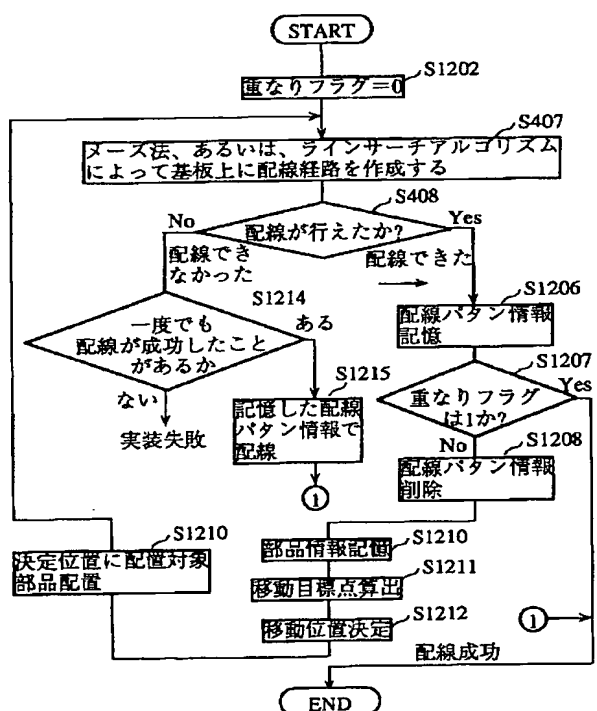 START
S1202
重なりフラグ＝0
S407
メーズ法、あるいは、ラインサーチアルゴリズム
によって基板上に配線経路を作成する
S408
No
配線が行えたか?
Yes
配線でき
なかった
配線できた
S1206
配線パタン情報
記憶
S1214
一度でも
配線が成功したこと
があるか
ある
ない
実装失敗
S1215
記憶した配線
パタン情報で
配線
1
S1207
重なりフラグ
は1か?
Yes
No
S1208
配線パタン情報
削除
S1210
部品情報記憶
S1211
移動目標点算出
S1212
移動位置決定
S1210
決定位置に配置対象
部品配置
1
配線成功
END